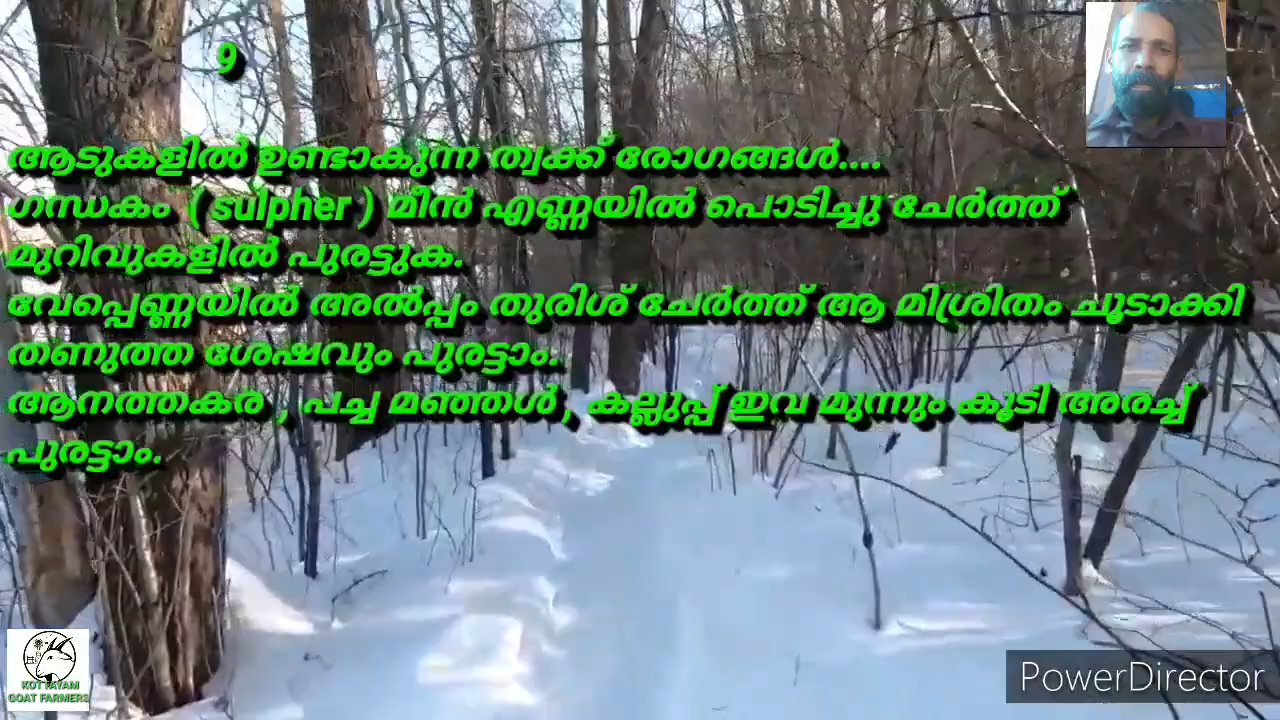 9
ആടുകളിൽ ഉണ്ടാകുന്ന ത്വക്ക് രോഗങ്ങൾ....
ഗന്ധകം ( sulpher ) മീൻ എണ്ണയിൽ പൊടിച്ചു ചേർത്ത്
മുറിവുകളിൽ പുരട്ടുക.
വേപ്പെണ്ണയിൽ അൽപ്പം തുരിശ് ചേർത്ത് ആ മിശ്രിതം ചൂടാക്കി
തണുത്ത ശേഷവും പുരട്ടാം.
ആനത്തകര , പച്ച മഞ്ഞൾ , കല്ലുപ്പ് ഇവ മുന്നും കൂടി അരച്ച്
പുരട്ടാം.
KOTTAYAM
GOAT FARMERS
PowerDirector